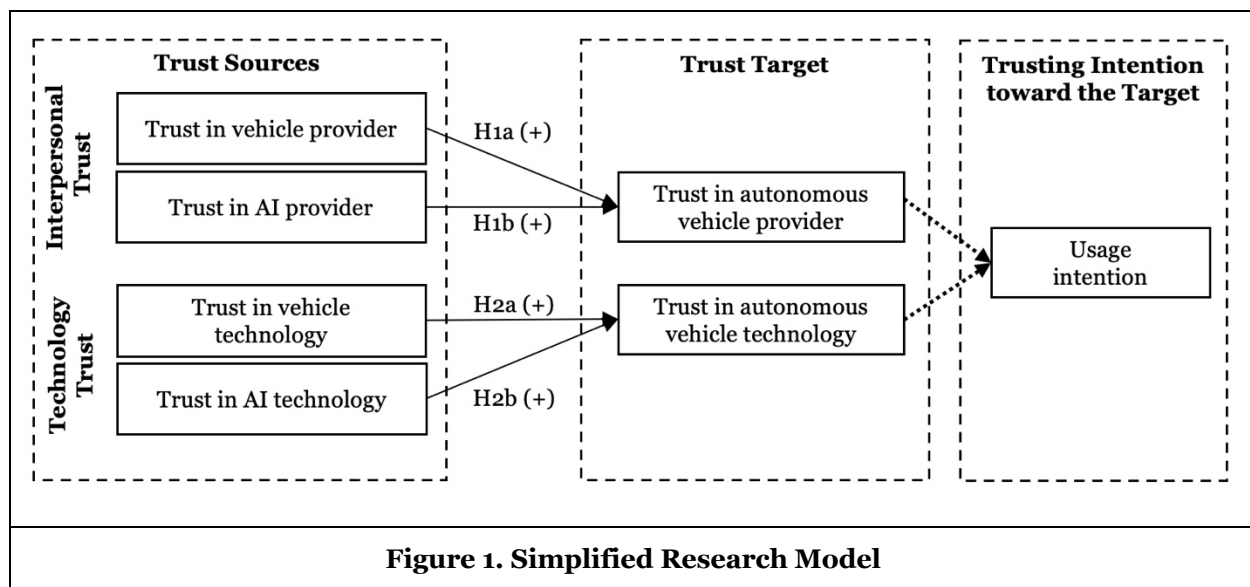 Trust Sources
Interpersonal
Trust
Trust in vehicle provider
Trust in AI provider
Technology
Trust
Trust in vehicle
technology
Trust in AI technology
H1a (+)
H1b (+)
H2a (+)
H2b (+)
Trust Target
Trust in autonomous
vehicle provider
Trust in autonomous
vehicle technology
Trusting Intention
toward the Target
Usage
intention
Figure 1. Simplified Research Model